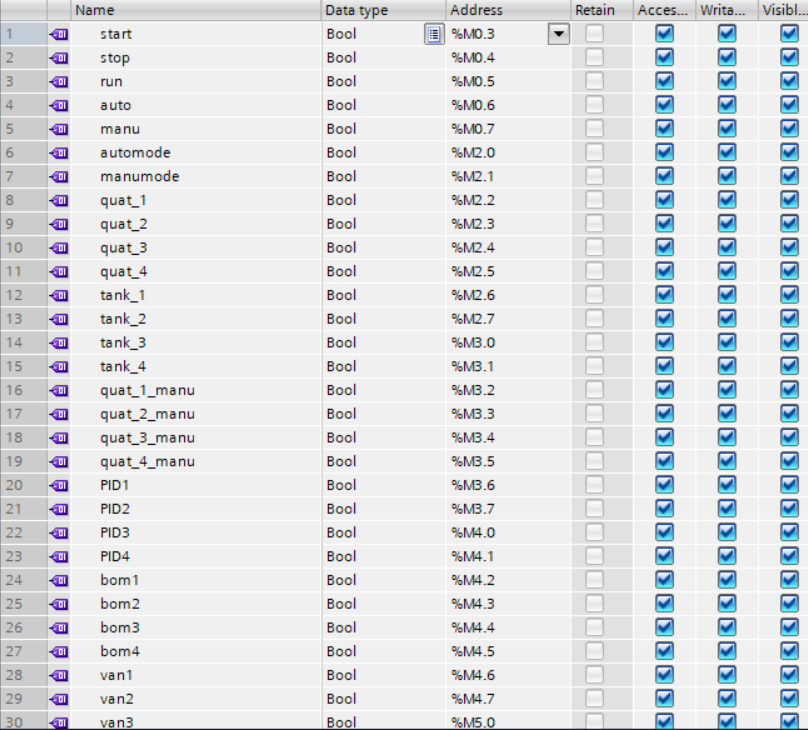 Name Data type Address Retain Acces... Writa... Visibl...
1 start Bool %M0.3
2 stop Bool %M0.4
3 run Bool %M0.5
4 auto Bool %M0.6
5 manu Bool %M0.7
6 automode Bool %M2.0
7 manumode Bool %M2.1
8 quat_1 Bool %M2.2
9 quat_2 Bool %M2.3
10 quat_3 Bool %M2.4
11 quat_4 Bool %M2.5
12 tank_1 Bool %M2.6
13 tank_2 Bool %M2.7
14 tank_3 Bool %M3.0
15 tank_4 Bool %M3.1
16 quat_1_manu Bool %M3.2
17 quat_2_manu Bool %M3.3
18 quat_3_manu Bool %M3.4
19 quat_4_manu Bool %M3.5
20 PID1 Bool %M3.6
21 PID2 Bool %M3.7
22 PID3 Bool %M4.0
23 PID4 Bool %M4.1
24 bom1 Bool %M4.2
25 bom2 Bool %M4.3
26 bom3 Bool %M4.4
27 bom4 Bool %M4.5
28 van1 Bool %M4.6
29 van2 Bool %M4.7
30 van3 Bool %M5.0